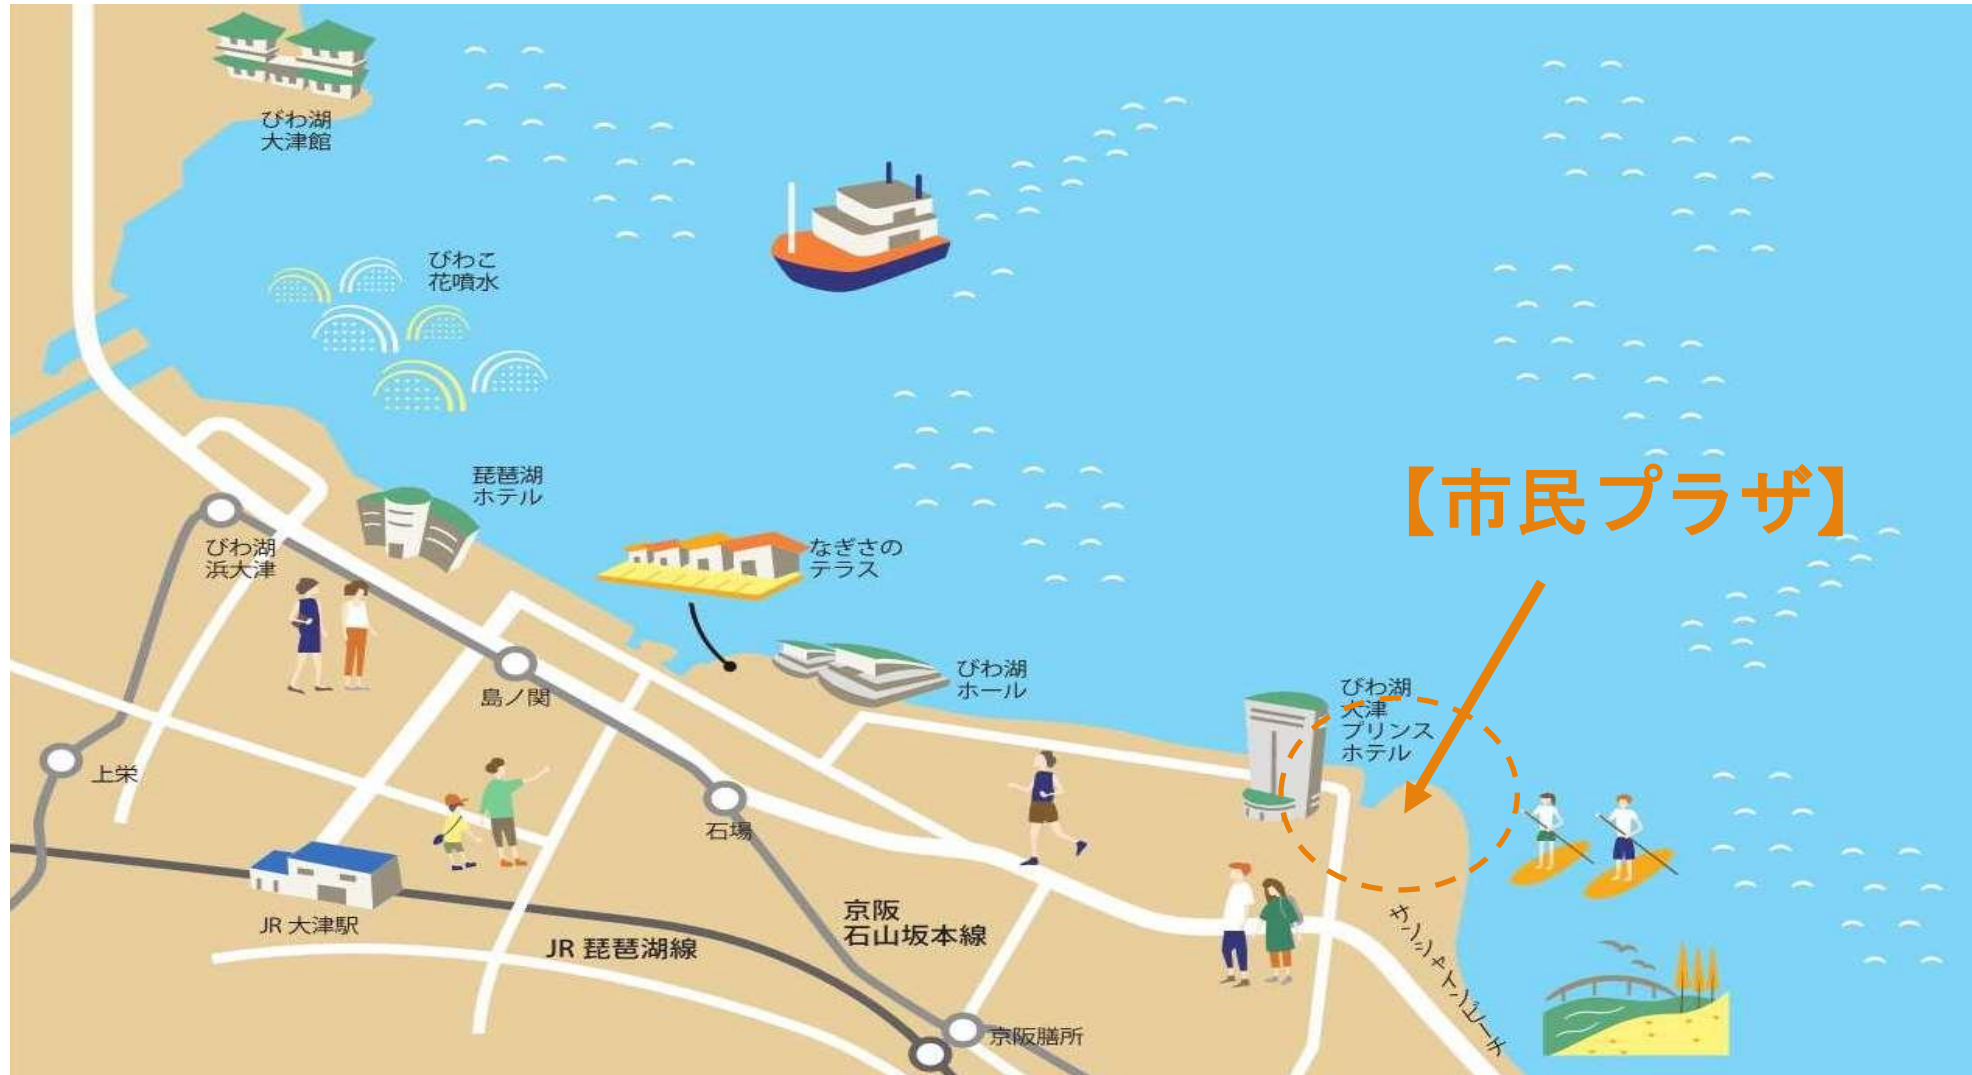 びわ湖
大津館
びわこ
花噴水
琵琶湖
ホテル
【市民プラザ】
びわ湖
浜大津
なぎさの
テラス
びわ湖
ホール
びわ湖
大津
プリンス
ホテル
島ノ関
上栄
石場
JR 大津駅
JR 琵琶湖線
京阪
石山坂本線
サンシャインビーチ
京阪膳所